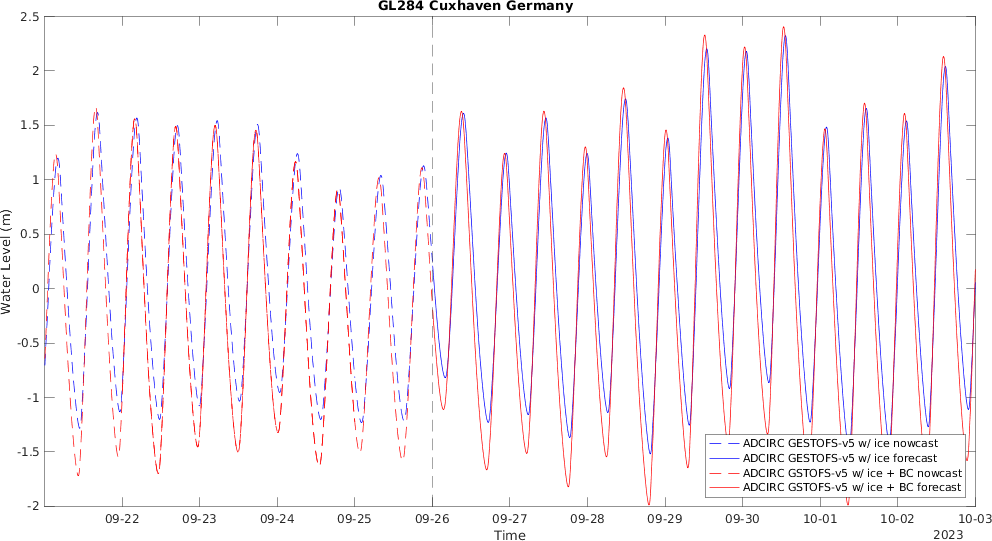 GL284 Cuxhaven Germany
2.5
2
1.5
1
0.5
0
-0.5
-1
-1.5
-2
Water Level (m)
ADCIRC GESTOFS-v5 w/ ice nowcast
ADCIRC GESTOFS-v5 w/ ice forecast
ADCIRC GSTOFS-v5 w/ ice + BC nowcast
ADCIRC GSTOFS-v5 w/ ice + BC forecast
09-22 09-23 09-24 09-25 09-26 09-27 09-28 09-29 09-30 10-01 10-02 10-03
Time
2023